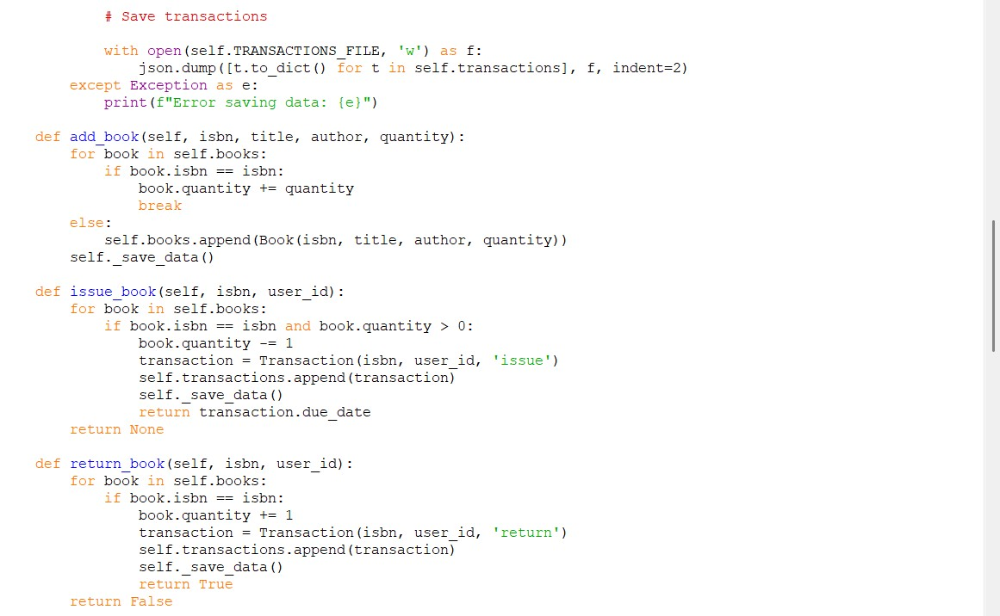 # Save transactions
with open(self.TRANSACTIONS_FILE, 'w') as f:
json.dump([t.to_dict() for t in self.transactions], f, indent=2)
except Exception as e:
print(f"Error saving data: {e}")
def add_book(self, isbn, title, author, quantity):
for book in self.books:
if book.isbn == isbn:
book.quantity += quantity
break
else:
self.books.append(Book(isbn, title, author, quantity))
self._save_data()
def issue_book(self, isbn, user_id):
for book in self.books:
if book.isbn == isbn and book.quantity > 0:
book.quantity -= 1
transaction = Transaction(isbn, user_id, 'issue')
self.transactions.append(transaction)
self._save_data()
return transaction.due_date
return None
def return_book(self, isbn, user_id):
for book in self.books:
if book.isbn == isbn:
book.quantity += 1
transaction = Transaction(isbn, user_id, 'return')
self.transactions.append(transaction)
self._save_data()
return True
return False